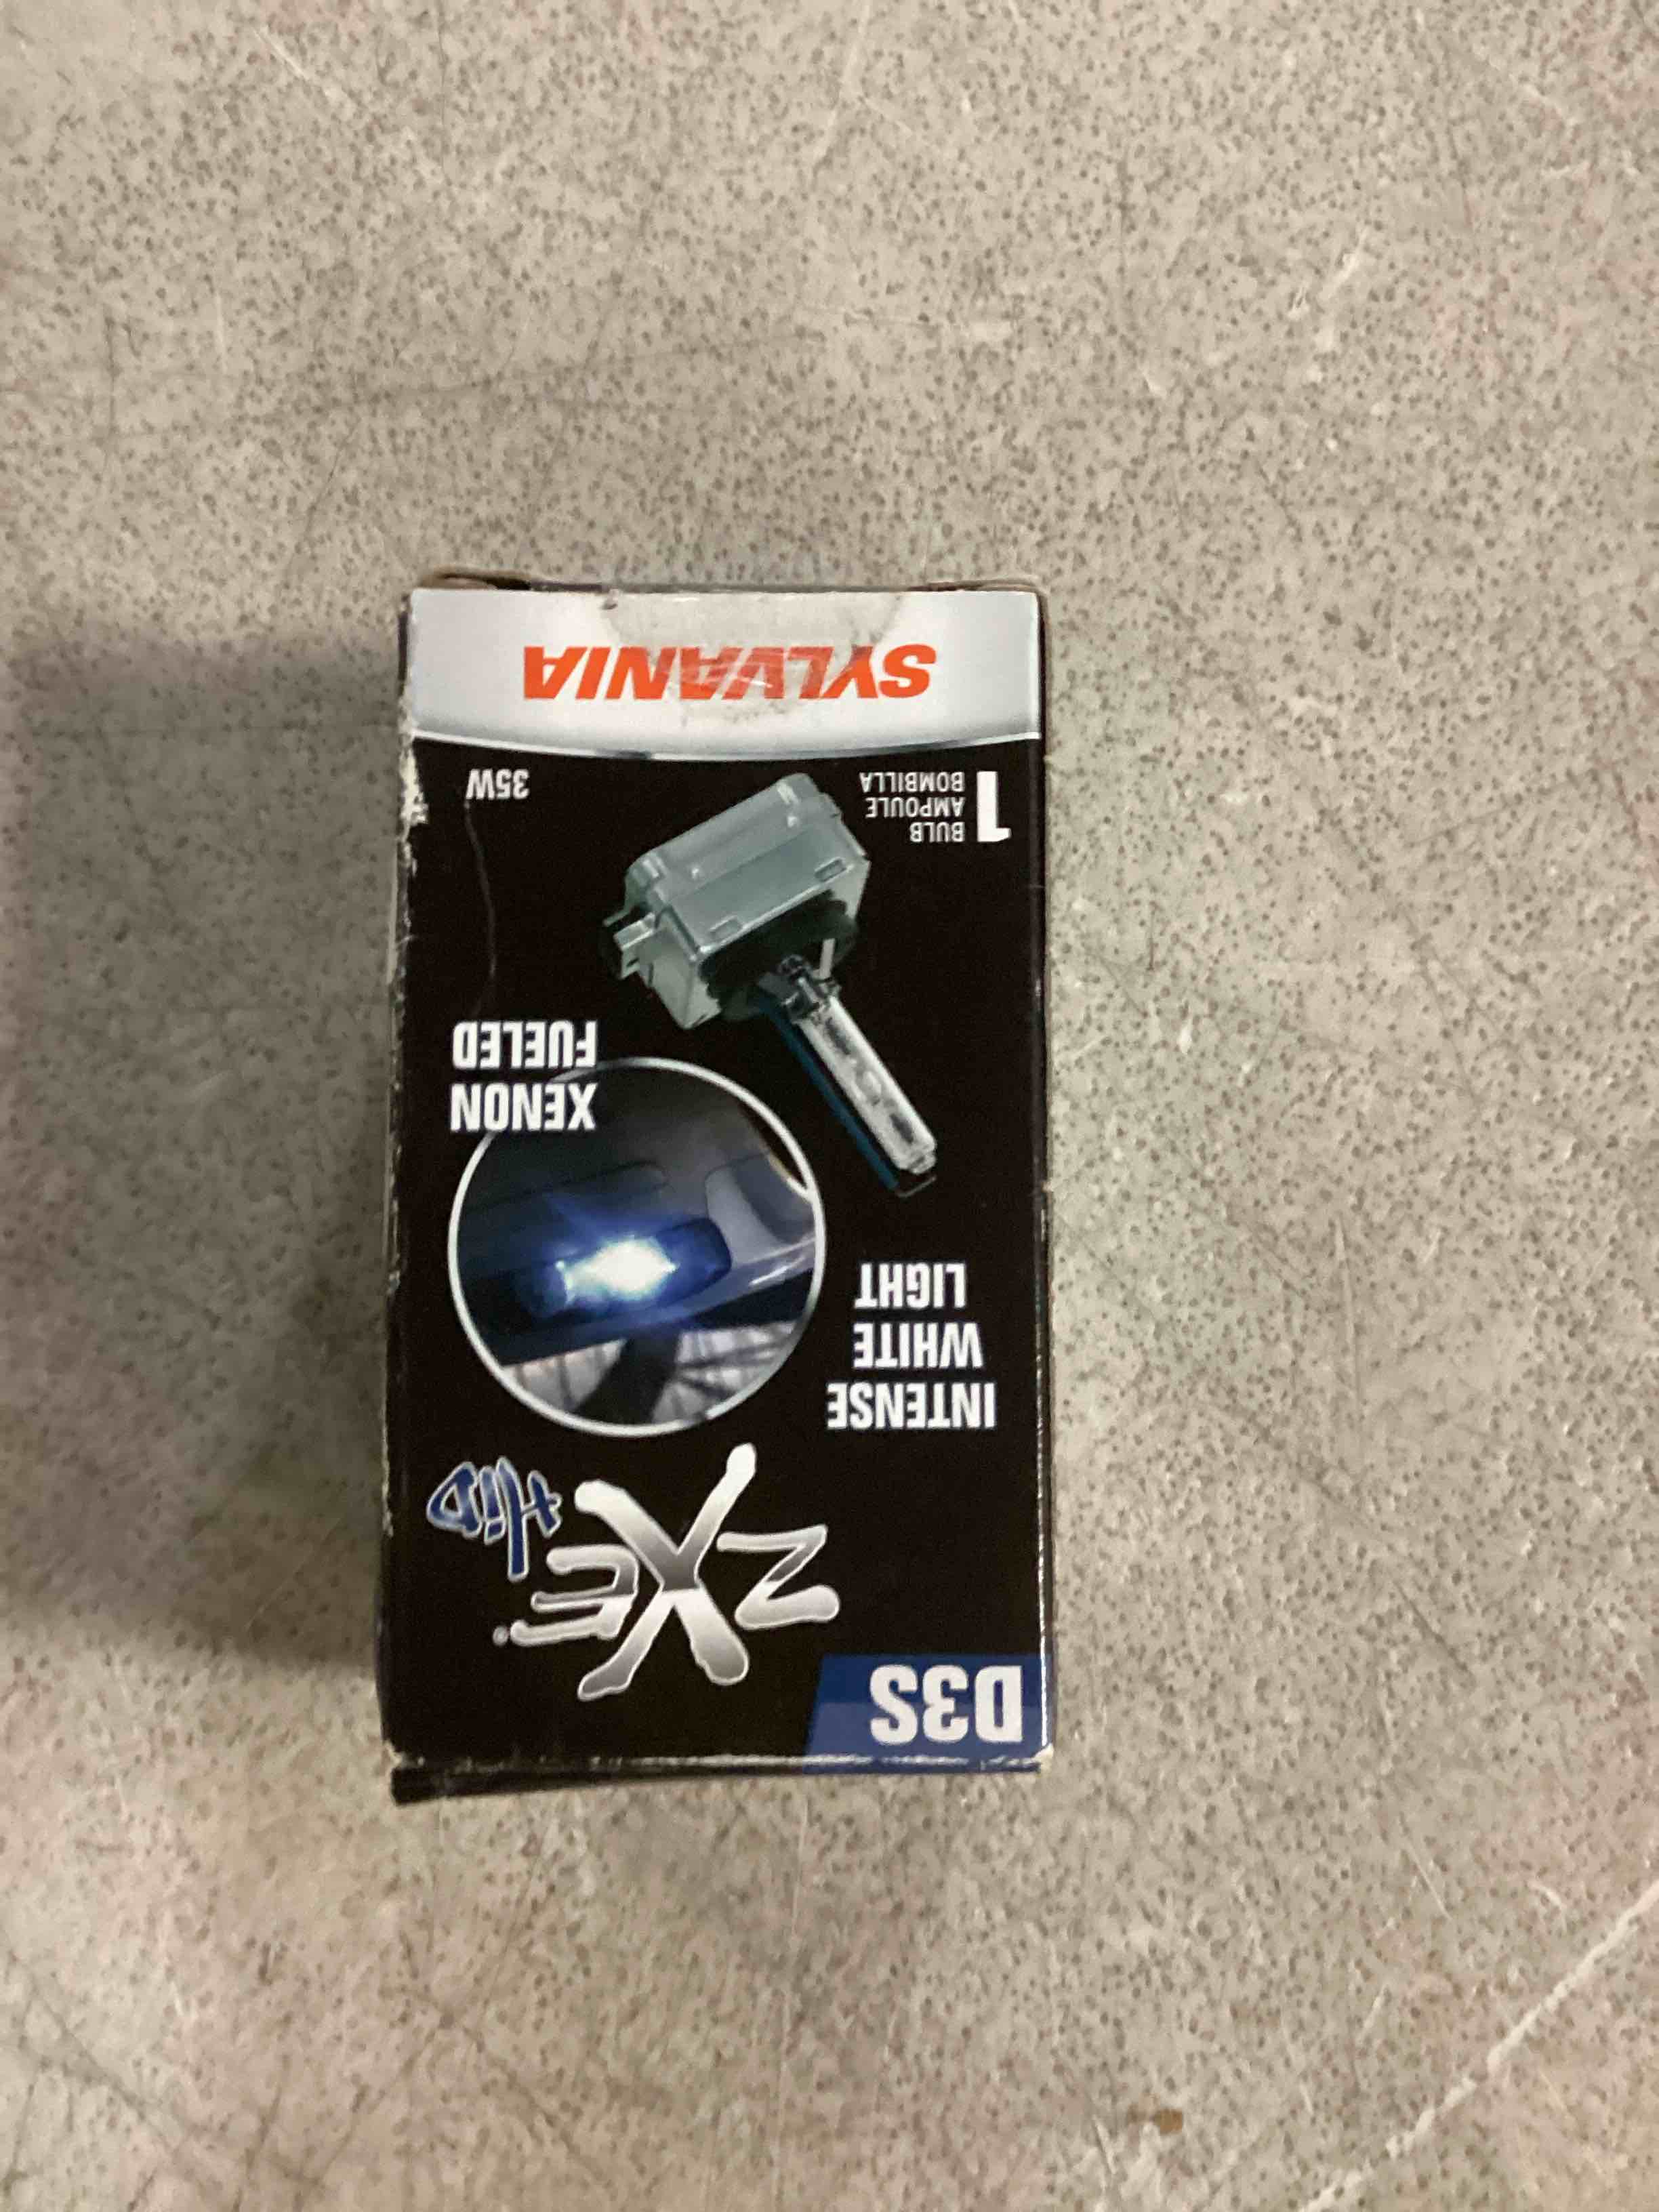 D3S
ZXE.
HiD
INTENSE
WHITE
LIGHT
XENON
FUELED
1
BULB
AMPOULE
BOMBILLA
35W
SYLVANIA